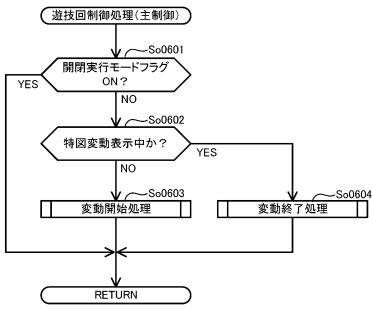 遊技回制御処理（主制御）
So0601
開閉実行モードフラグ
ON？
YES
NO
So0602
特図変動表示中か？
YES
NO
So0603
変動開始処理
So0604
変動終了処理
RETURN